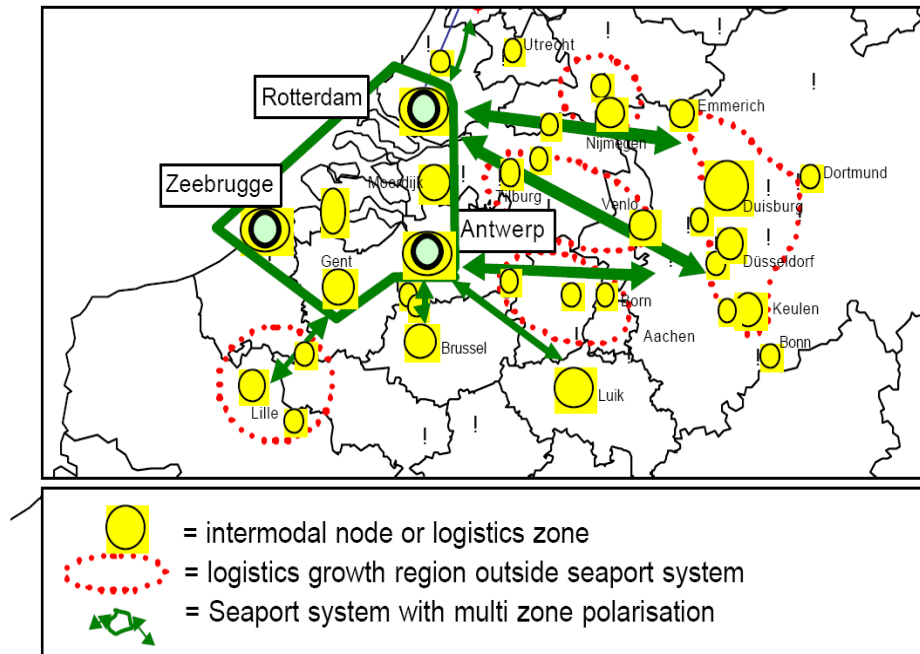 Utrecht
Rotterdam
Emmerich
Nijmegen
Zeebrugge
Moerdijk
Tilburg
Dortmund
Duisburg
Venlo
Antwerp
Gent
Düsseldorf
Born
Keulen
Brussel
Aachen
Bonn
Lille
Luik
= intermodal node or logistics zone
= logistics growth region outside seaport system
= Seaport system with multi zone polarisation